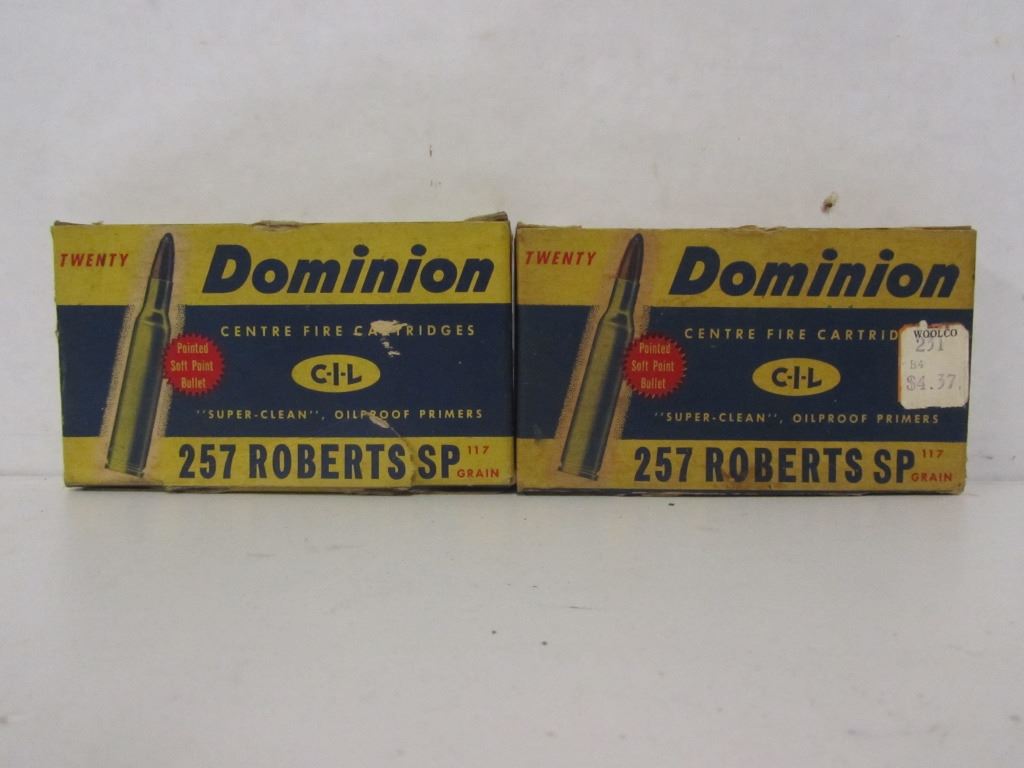 TWENTY
Dominion
CENTRE FIRE CARTRIDGES
Pointed
Soft Point
Bullet
C-I-L
"SUPER-CLEAN", OILPROOF PRIMERS
257 ROBERTS SP 117
GRAIN
TWENTY
Dominion
CENTRE FIRE CARTRID
WOOLCO
231
B4
$4.37
Pointed
Soft Point
Bullet
C-I-L
"SUPER-CLEAN", OILPROOF PRIMERS
257 ROBERTS SP 117
GRAIN